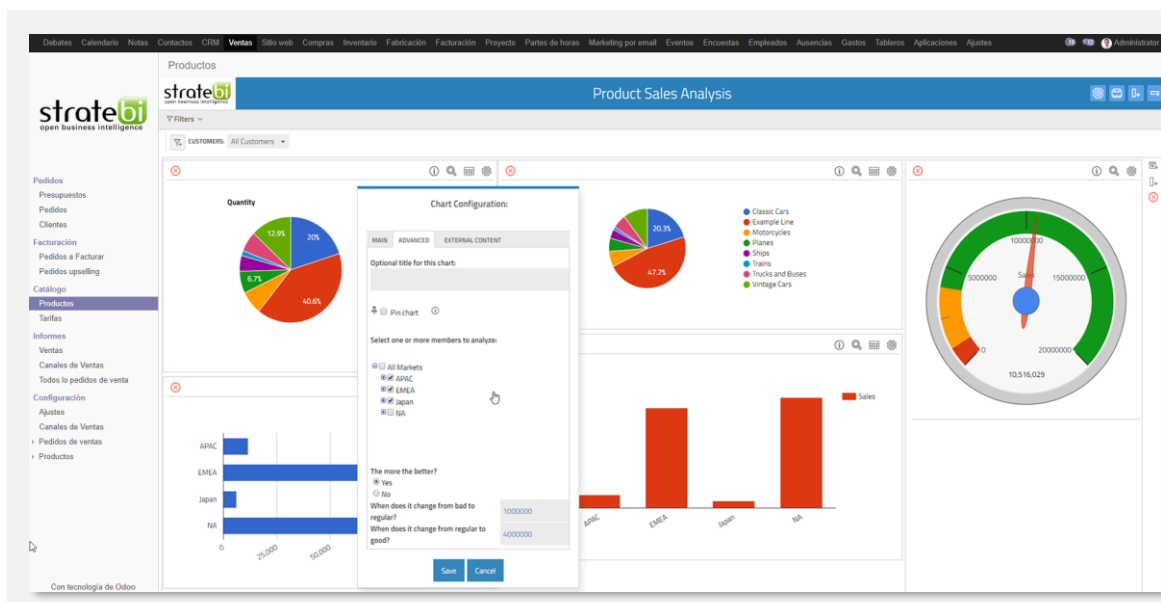 Debates Calendario Notas Contactos CRM Ventas Sitio web Compras Inventario Fabricación Facturación Proyecto Partes de horas Marketing por email Eventos Encuestas Empleados Ausencias Gastos Tableros Aplicaciones Ajustes Administrator
stratebi
open business intelligence
Pedidos
Presupuestos
Pedidos
Clientes
Facturación
Pedidos a Facturar
Pedidos upselling
Catálogo
Productos
Tarifas
Informes
Ventas
Canales de Ventas
Todos lo pedidos de venta
Configuración
Ajustes
Canales de Ventas
Pedidos de ventas
Productos
Con tecnología de Odoo
Productos
stratebi
open business intelligence
Product Sales Analysis
Filters
CUSTOMERS: All Customers
Quantity
12.9%
20%
6.7%
40.6%
APAC
EMEA
Japan
NA
0
25,000
50,000
Chart Configuration:
MAIN ADVANCED EXTERNAL CONTENT
Optional title for this chart:
Pin chart
Select one or more members to analyze:
All Markets
APAC
EMEA
Japan
NA
The more the better?
Yes
No
When does it change from bad to
regular?
1000000
When does it change from regular to
good?
4000000
Save Cancel
20.3%
47.2%
Classic Cars
Example Line
Motorcycles
Planes
Ships
Trains
Trucks and Buses
Vintage Cars
Sales
APAC
EMEA
Japan
NA
10000000
5000000
Sales
15000000
0
20000000
10,516,029